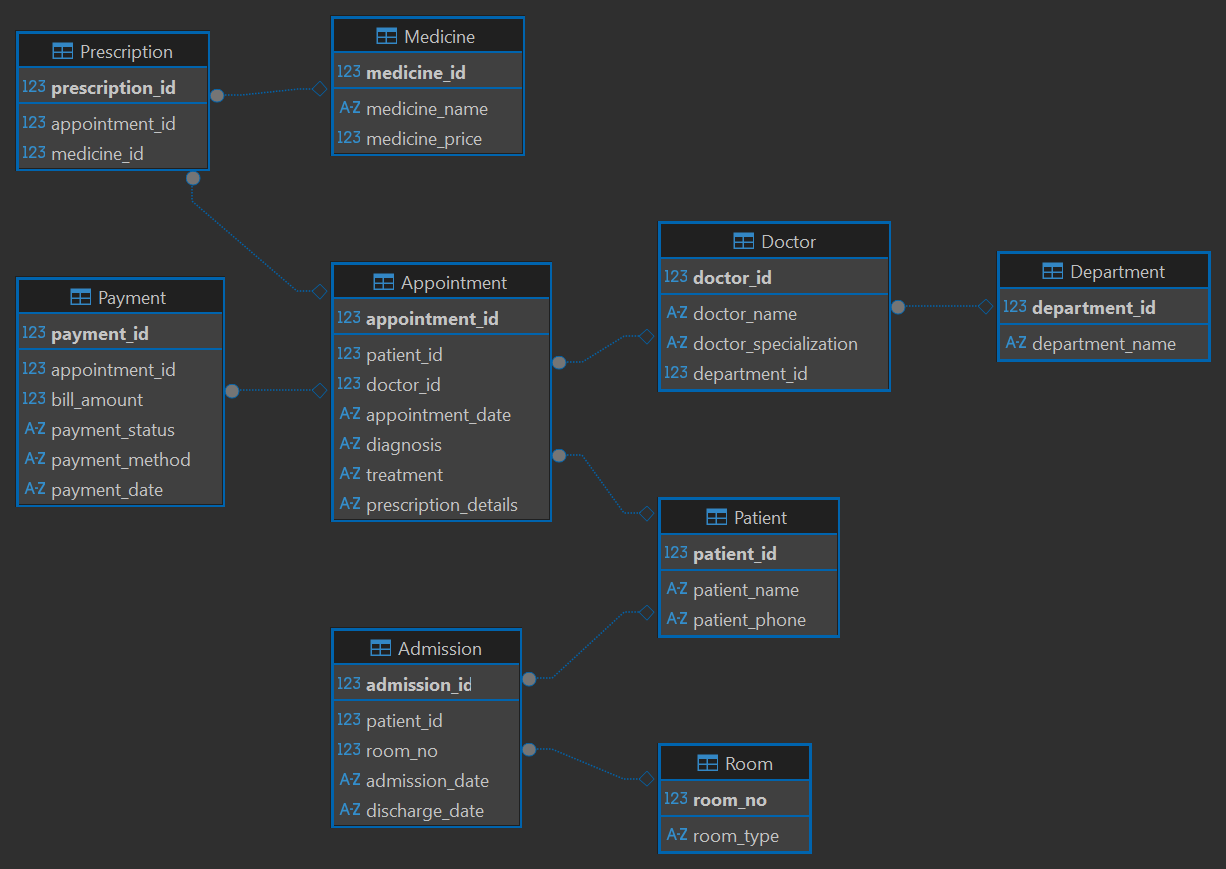 Prescription
123 prescription_id
123 appointment_id
123 medicine_id
Medicine
123 medicine_id
A-Z medicine_name
123 medicine_price
Payment
123 payment_id
123 appointment_id
123 bill_amount
A-Z payment_status
A-Z payment_method
A-Z payment_date
Appointment
123 appointment_id
123 patient_id
123 doctor_id
A-Z appointment_date
A-Z diagnosis
A-Z treatment
A-Z prescription_details
Doctor
123 doctor_id
A-Z doctor_name
A-Z doctor_specialization
123 department_id
Department
123 department_id
A-Z department_name
Patient
123 patient_id
A-Z patient_name
A-Z patient_phone
Admission
123 admission_id
123 patient_id
123 room_no
A-Z admission_date
A-Z discharge_date
Room
123 room_no
A-Z room_type